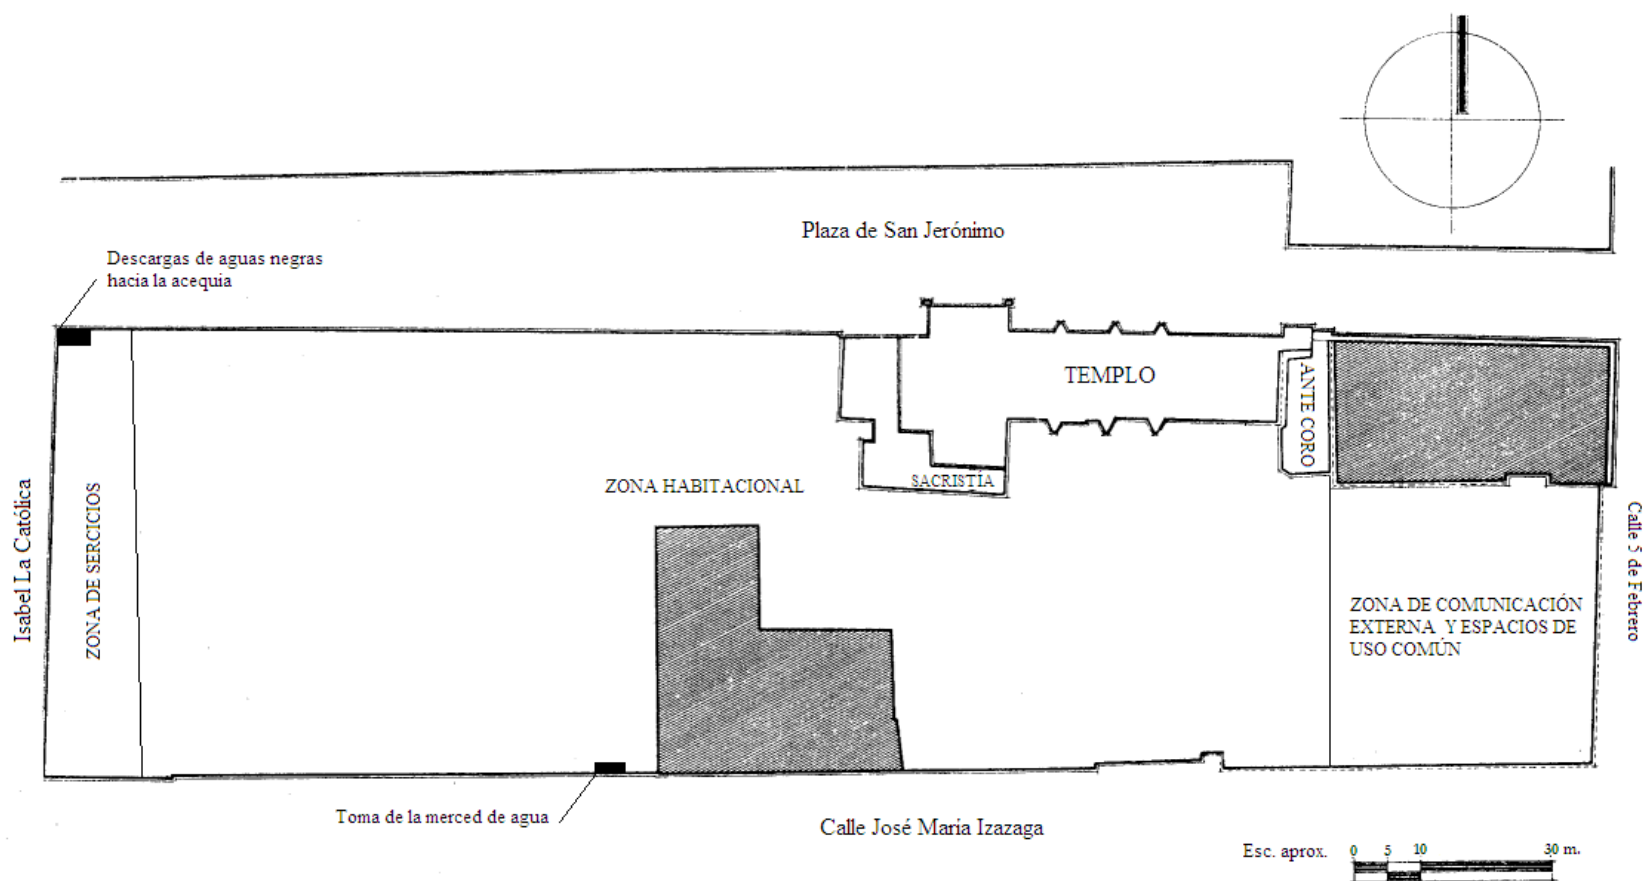 Plaza de San Jerónimo
Descargas de aguas negras
hacia la acequia
TEMPLO
ANTE CORO
SACRISTÍA
ZONA HABITACIONAL
Isabel La Católica
ZONA DE SERCICIOS
Calle 5 de Febrero
ZONA DE COMUNICACIÓN
EXTERNA Y ESPACIOS DE
USO COMÚN
Toma de la merced de agua
Calle José María Izazaga
Esc. aprox. 0 5 10 30 m.